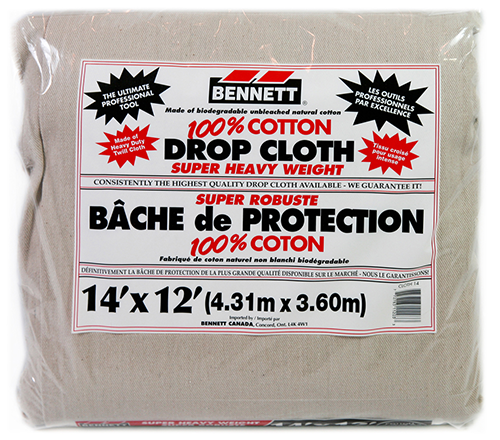 BENNETT
THE ULTIMATE
PROFESSIONAL
TOOL
LES OUTILS
PROFESSIONNELS
PAR EXCELLENCE
Made of biodegradable unbleached natural cotton
100% COTTON
DROP CLOTH
SUPER HEAVY WEIGHT
Made of
Heavy Duty
Twill Cloth
Tissu croisé
pour usage
intense
CONSISTENTLY THE HIGHEST QUALITY DROP CLOTH AVAILABLE - WE GUARANTEE IT!
SUPER ROBUSTE
BÂCHE de PROTECTION
100% COTON
Fabriqué de coton naturel non blanchi biodégradable
DÉFINITIVEMENT LA BÂCHE DE PROTECTION DE LA PLUS GRANDE QUALITÉ DISPONIBLE SUR LE MARCHÉ - NOUS LE GARANTISSONS!
14'x 12' (4.31m x 3.60m)
Imported by / Importé par
BENNETT CANADA, Concord, Ont. L4K 4W1
SUPER HEAVY WEIGHT